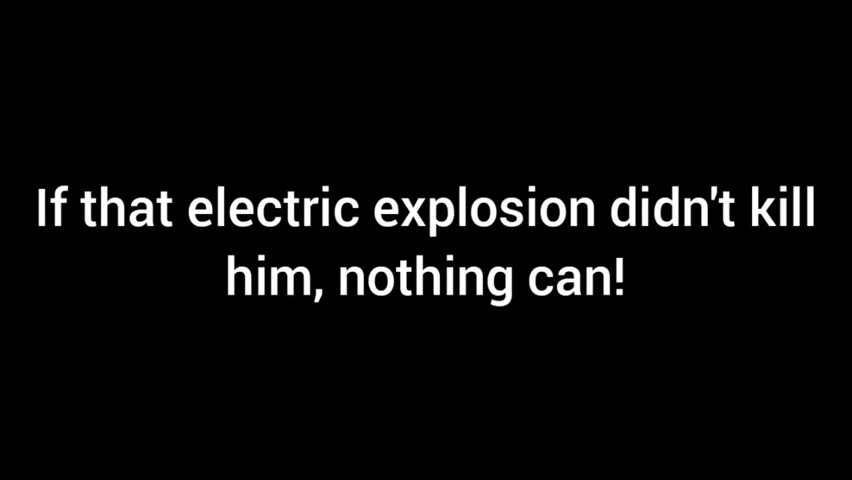 If that electric explosion didn't kill
him, nothing can!